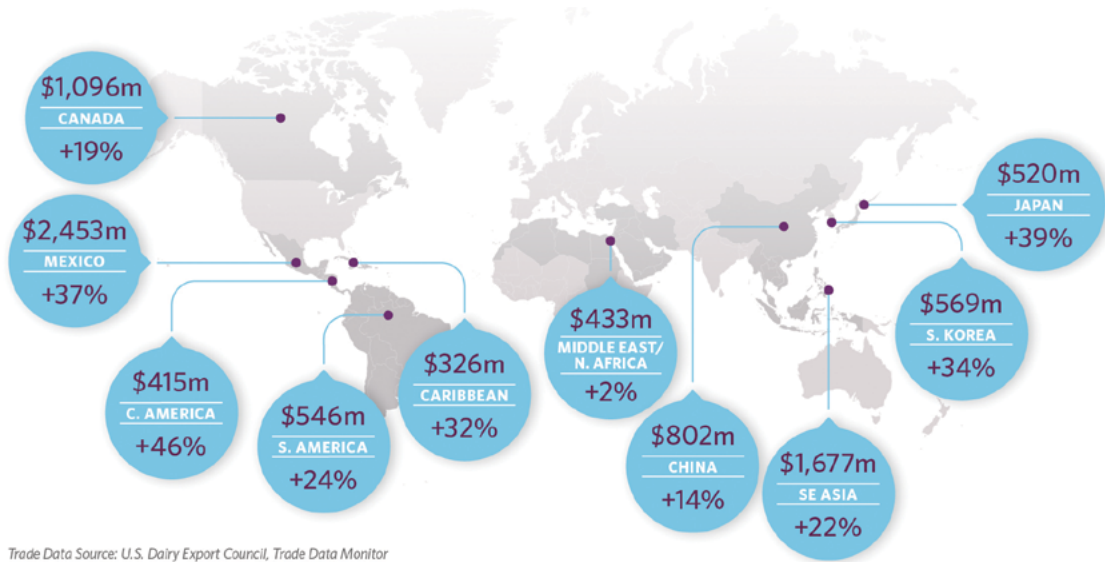 $1,096m
CANADA
+19%
$2,453m
MEXICO
+37%
$415m
C. AMERICA
+46%
$546m
S. AMERICA
+24%
$326m
CARIBBEAN
+32%
$433m
MIDDLE EAST/
N. AFRICA
+2%
$802m
CHINA
+14%
$1,677m
SE ASIA
+22%
$520m
JAPAN
+39%
$569m
S. KOREA
+34%
Trade Data Source: U.S. Dairy Export Council, Trade Data Monitor